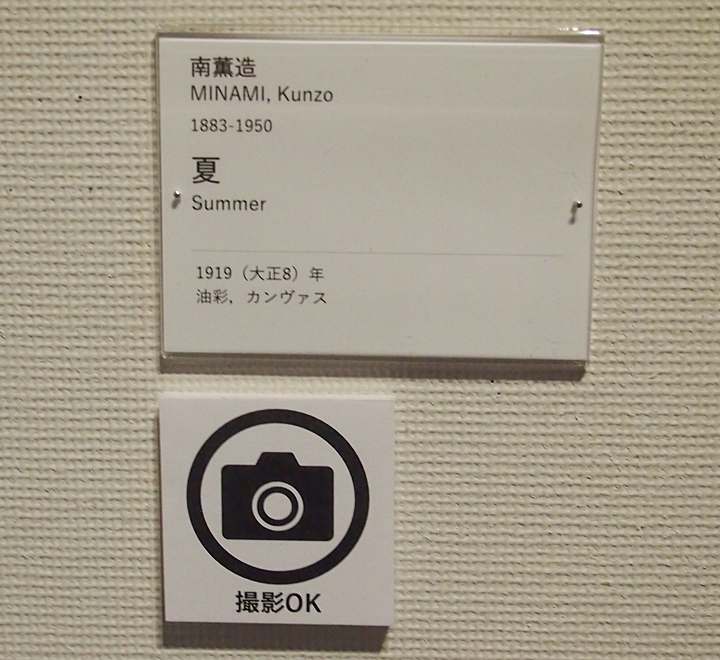 南薫造
MINAMI, Kunzo
1883-1950
夏
Summer
1919（大正8）年
油彩，カンヴァス
撮影OK